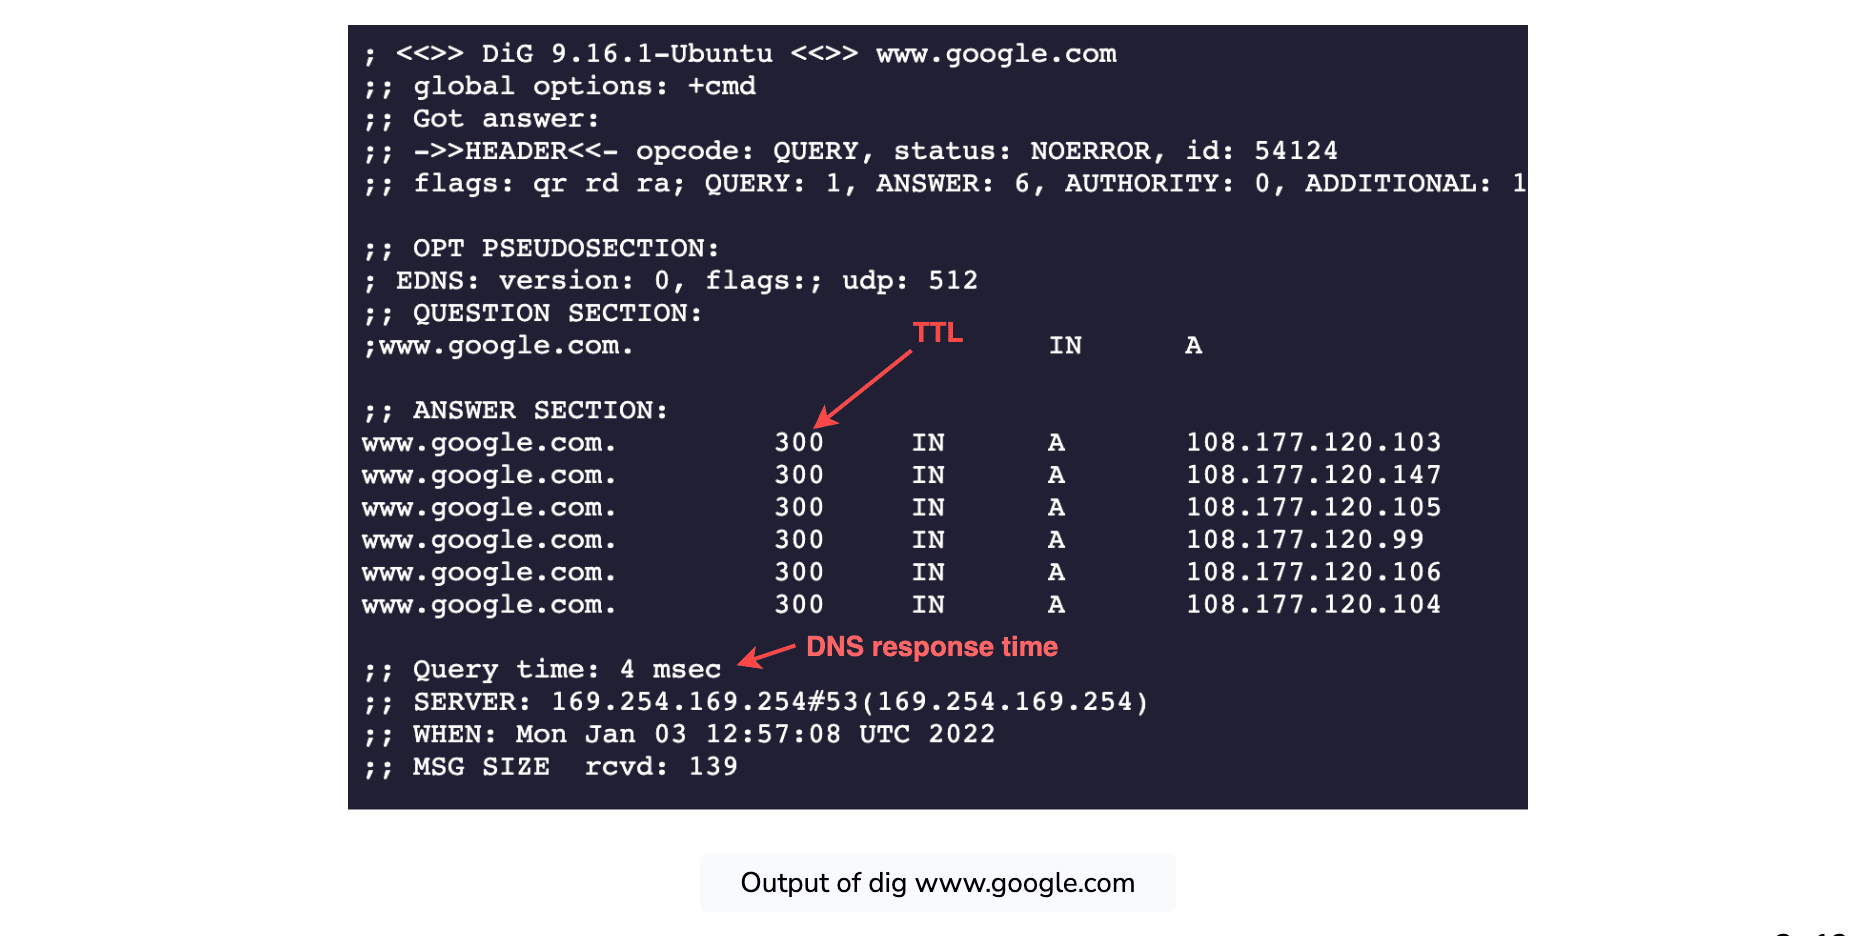 ; <<>> DiG 9.16.1-Ubuntu <<>> www.google.com
;; global options: +cmd
;; Got answer:
;; ->>HEADER<<- opcode: QUERY, status: NOERROR, id: 54124
;; flags: qr rd ra; QUERY: 1, ANSWER: 6, AUTHORITY: 0, ADDITIONAL: 1
;; OPT PSEUDOSECTION:
; EDNS: version: 0, flags:; udp: 512
;; QUESTION SECTION:
TTL
;www.google.com. IN A
;; ANSWER SECTION:
www.google.com. 300 IN A 108.177.120.103
www.google.com. 300 IN A 108.177.120.147
www.google.com. 300 IN A 108.177.120.105
www.google.com. 300 IN A 108.177.120.99
www.google.com. 300 IN A 108.177.120.106
www.google.com. 300 IN A 108.177.120.104
DNS response time
;; Query time: 4 msec
;; SERVER: 169.254.169.254#53(169.254.169.254)
;; WHEN: Mon Jan 03 12:57:08 UTC 2022
;; MSG SIZE rcvd: 139
Output of dig www.google.com